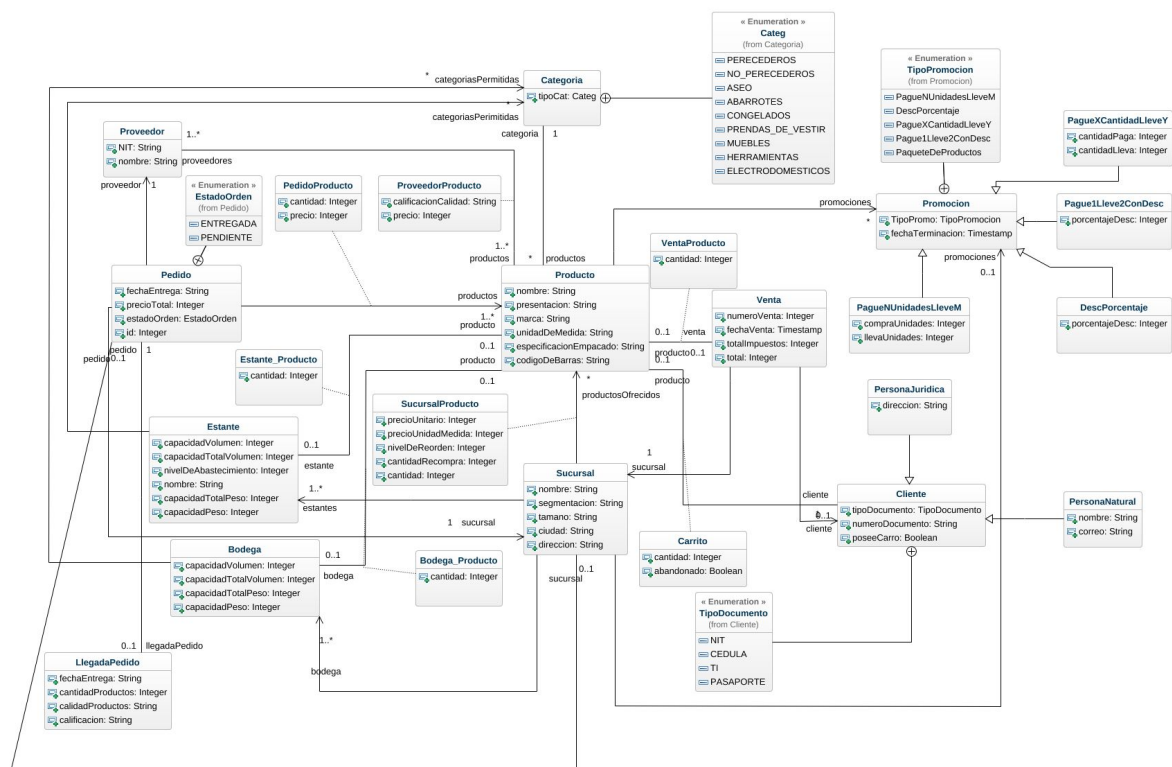 « Enumeration »
Categ
(from Categoria)
PERECEDEROS
NO_PERECEDEROS
ASEO
ABARROTES
CONGELADOS
PRENDAS_DE_VESTIR
MUEBLES
HERRAMIENTAS
ELECTRODOMESTICOS
« Enumeration »
TipoPromocion
(from Promocion)
PagueNUnidadesLleveM
DescPorcentaje
PagueXCantidadLleveY
Pague1Lleve2ConDesc
PaqueteDeProductos
PagueXCantidadLleveY
cantidadPaga: Integer
cantidadLleva: Integer
* categoriasPermitidas
*
categoriasPermitidas
Categoria
tipoCat: Categ
categoria 1
Proveedor
NIT: String
nombre: String
1..*
proveedores
proveedor 1
« Enumeration »
EstadoOrden
(from Pedido)
ENTREGADA
PENDIENTE
PedidoProducto
cantidad: Integer
precio: Integer
ProveedorProducto
calificacionCalidad: String
precio: Integer
promociones
*
Promocion
TipoPromo: TipoPromocion
fechaTerminacion: Timestamp
promociones
0..1
Pague1Lleve2ConDesc
porcentajeDesc: Integer
VentaProducto
cantidad: Integer
1..*
productos
* productos
Pedido
fechaEntrega: String
precioTotal: Integer
estadoOrden: EstadoOrden
id: Integer
productos
1..*
producto
0..1
producto
0..1
Producto
nombre: String
presentacion: String
marca: String
unidadDeMedida: String
especificacionEmpacado: String
codigoDeBarras: String
0..1
venta
producto
0..1
0..1
producto
Venta
numeroVenta: Integer
fechaVenta: Timestamp
totalImpuestos: Integer
total: Integer
PagueNUnidadesLleveM
compraUnidades: Integer
llevaUnidades: Integer
DescPorcentaje
porcentajeDesc: Integer
pedido
1
pedido
0..1
Estante_Producto
cantidad: Integer
*
productosOfrecidos
PersonaJuridica
direccion: String
SucursalProducto
precioUnitario: Integer
precioUnidadMedida: Integer
nivelDeReorden: Integer
cantidadRecompra: Integer
cantidad: Integer
Estante
capacidadVolumen: Integer
capacidadTotalVolumen: Integer
nivelDeAbastecimiento: Integer
nombre: String
capacidadTotalPeso: Integer
capacidadPeso: Integer
0..1
estante
1..*
estantes
1
sucursal
Sucursal
nombre: String
segmentacion: String
tamano: String
ciudad: String
direccion: String
1 sucursal
0..1
sucursal
cliente
0..1
cliente
Cliente
tipoDocumento: TipoDocumento
numeroDocumento: String
poseeCarro: Boolean
PersonaNatural
nombre: String
correo: String
Carrito
cantidad: Integer
abandonado: Boolean
Bodega
capacidadVolumen: Integer
capacidadTotalVolumen: Integer
capacidadTotalPeso: Integer
capacidadPeso: Integer
0..1
bodega
Bodega_Producto
cantidad: Integer
« Enumeration »
TipoDocumento
(from Cliente)
NIT
CEDULA
TI
PASAPORTE
1..*
bodega
0..1 llegadaPedido
LlegadaPedido
fechaEntrega: String
cantidadProductos: Integer
calidadProductos: String
calificacion: String